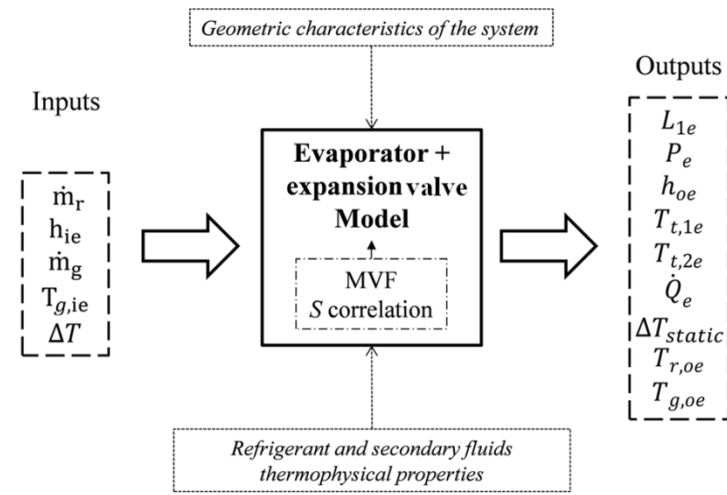 Geometric characteristics of the system
Inputs
ṁr
hie
ṁg
Tg,ie
ΔT
Evaporator +
expansion valve
Model
MVF
S correlation
Outputs
L1e
Pe
hoe
Tt,1e
Tt,2e
Q̇e
ΔTstatic
Tr,oe
Tg,oe
Refrigerant and secondary fluids
thermophysical properties